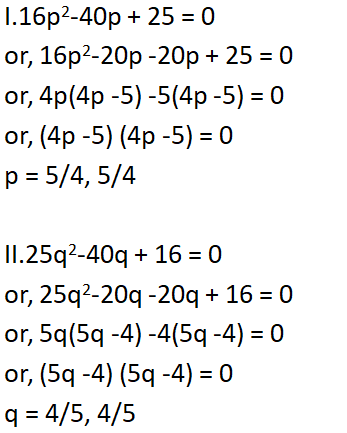 I.16p²-40p + 25 = 0
or, 16p²-20p -20p + 25 = 0
or, 4p(4p -5) -5(4p -5) = 0
or, (4p -5) (4p -5) = 0
p = 5/4, 5/4
II.25q²-40q + 16 = 0
or, 25q²-20q -20q + 16 = 0
or, 5q(5q -4) -4(5q -4) = 0
or, (5q -4) (5q -4) = 0
q = 4/5, 4/5